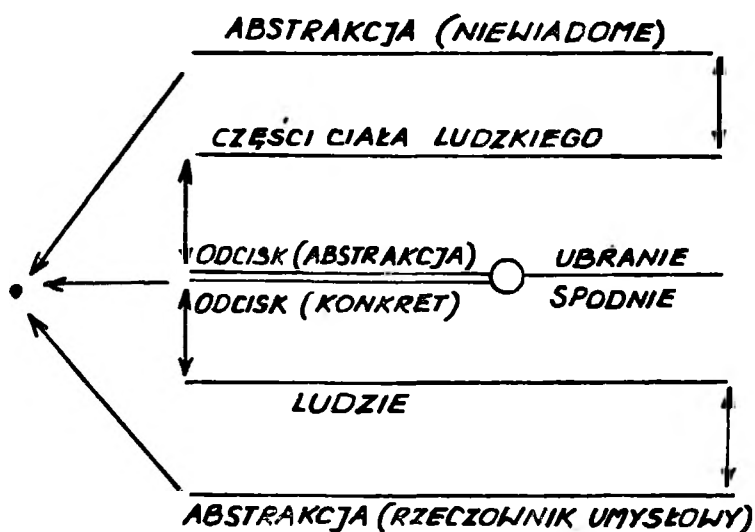 ABSTRAKCJA (NIEWIADOME)
CZĘŚCI CIAŁA LUDZKIEGO
ODCISK (ABSTRAKCJA)
UBRANIE
ODCISK (KONKRET)
SPODNIE
LUDZIE
ABSTRAKCJA (RZECZOWNIK UMYSŁOWY)